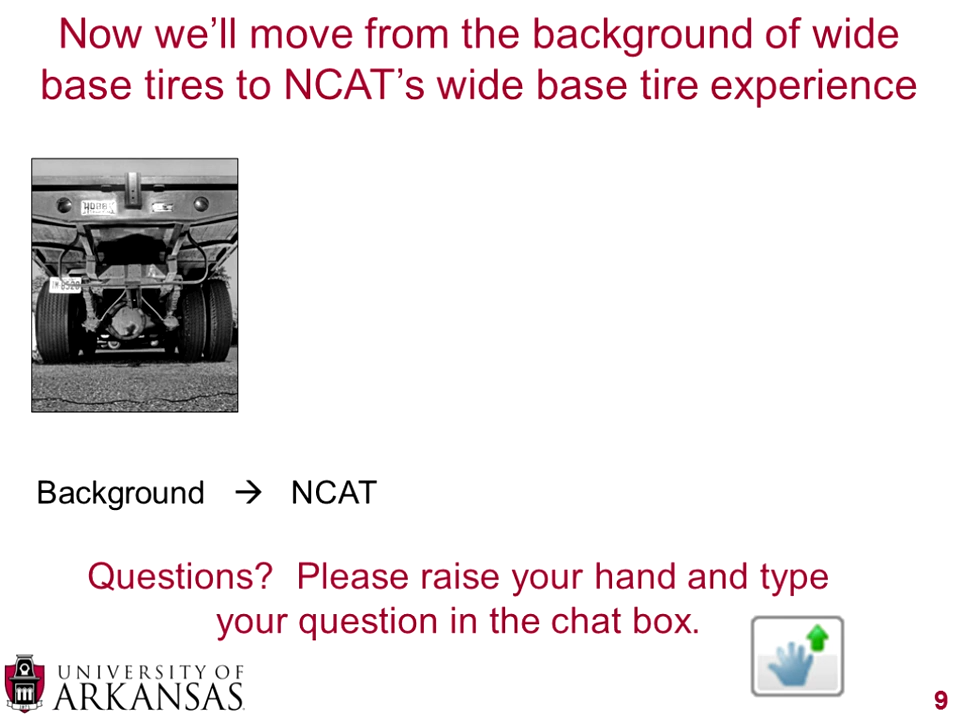 Now we’ll move from the background of wide
base tires to NCAT’s wide base tire experience
Background → NCAT
Questions? Please raise your hand and type
your question in the chat box.
UNIVERSITY OF
ARKANSAS
9